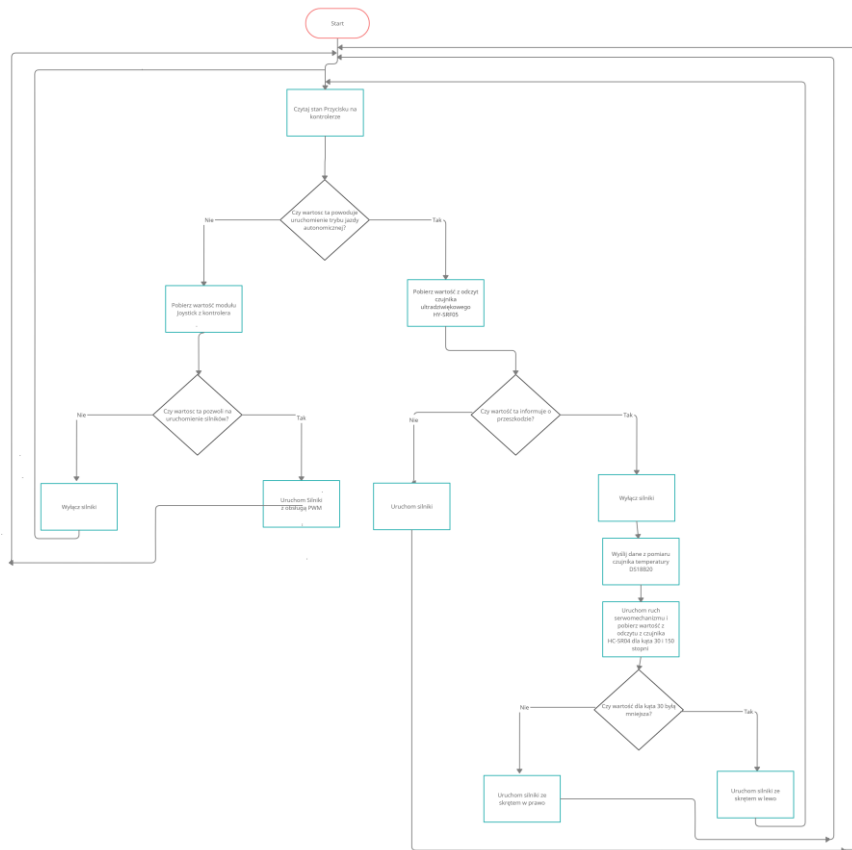 Start
Czytaj stan Przycisku na
kontrolerze
Czy wartosc ta powoduje
uruchomienie trybu jazdy
autonomicznej?
Nie
Tak
Pobierz wartość modułu
Joystick z kontrolera
Pobierz wartość z odczyt
czujnika
ultradźwiękowego
HY-SRF05
Czy wartosc ta pozwoli na
uruchomienie silników?
Nie
Tak
Czy wartość ta informuje o
przeszkodzie?
Nie
Tak
Wyłącz silniki
Uruchom Silniki
z obsługą PWM
Uruchom silniki
Wyłącz silniki
Wyślij dane z pomiaru
czujnika temperatury
DS18B20
Uruchom ruch
serwomechanizmu i
pobierz wartość z
odczytu z czujnika
HC-SR04 dla kąta 30 i 150
stopni
Czy wartość dla kąta 30 była
mniejsza?
Nie
Tak
Uruchom silniki ze
skrętem w prawo
Uruchom silniki ze
skrętem w lewo